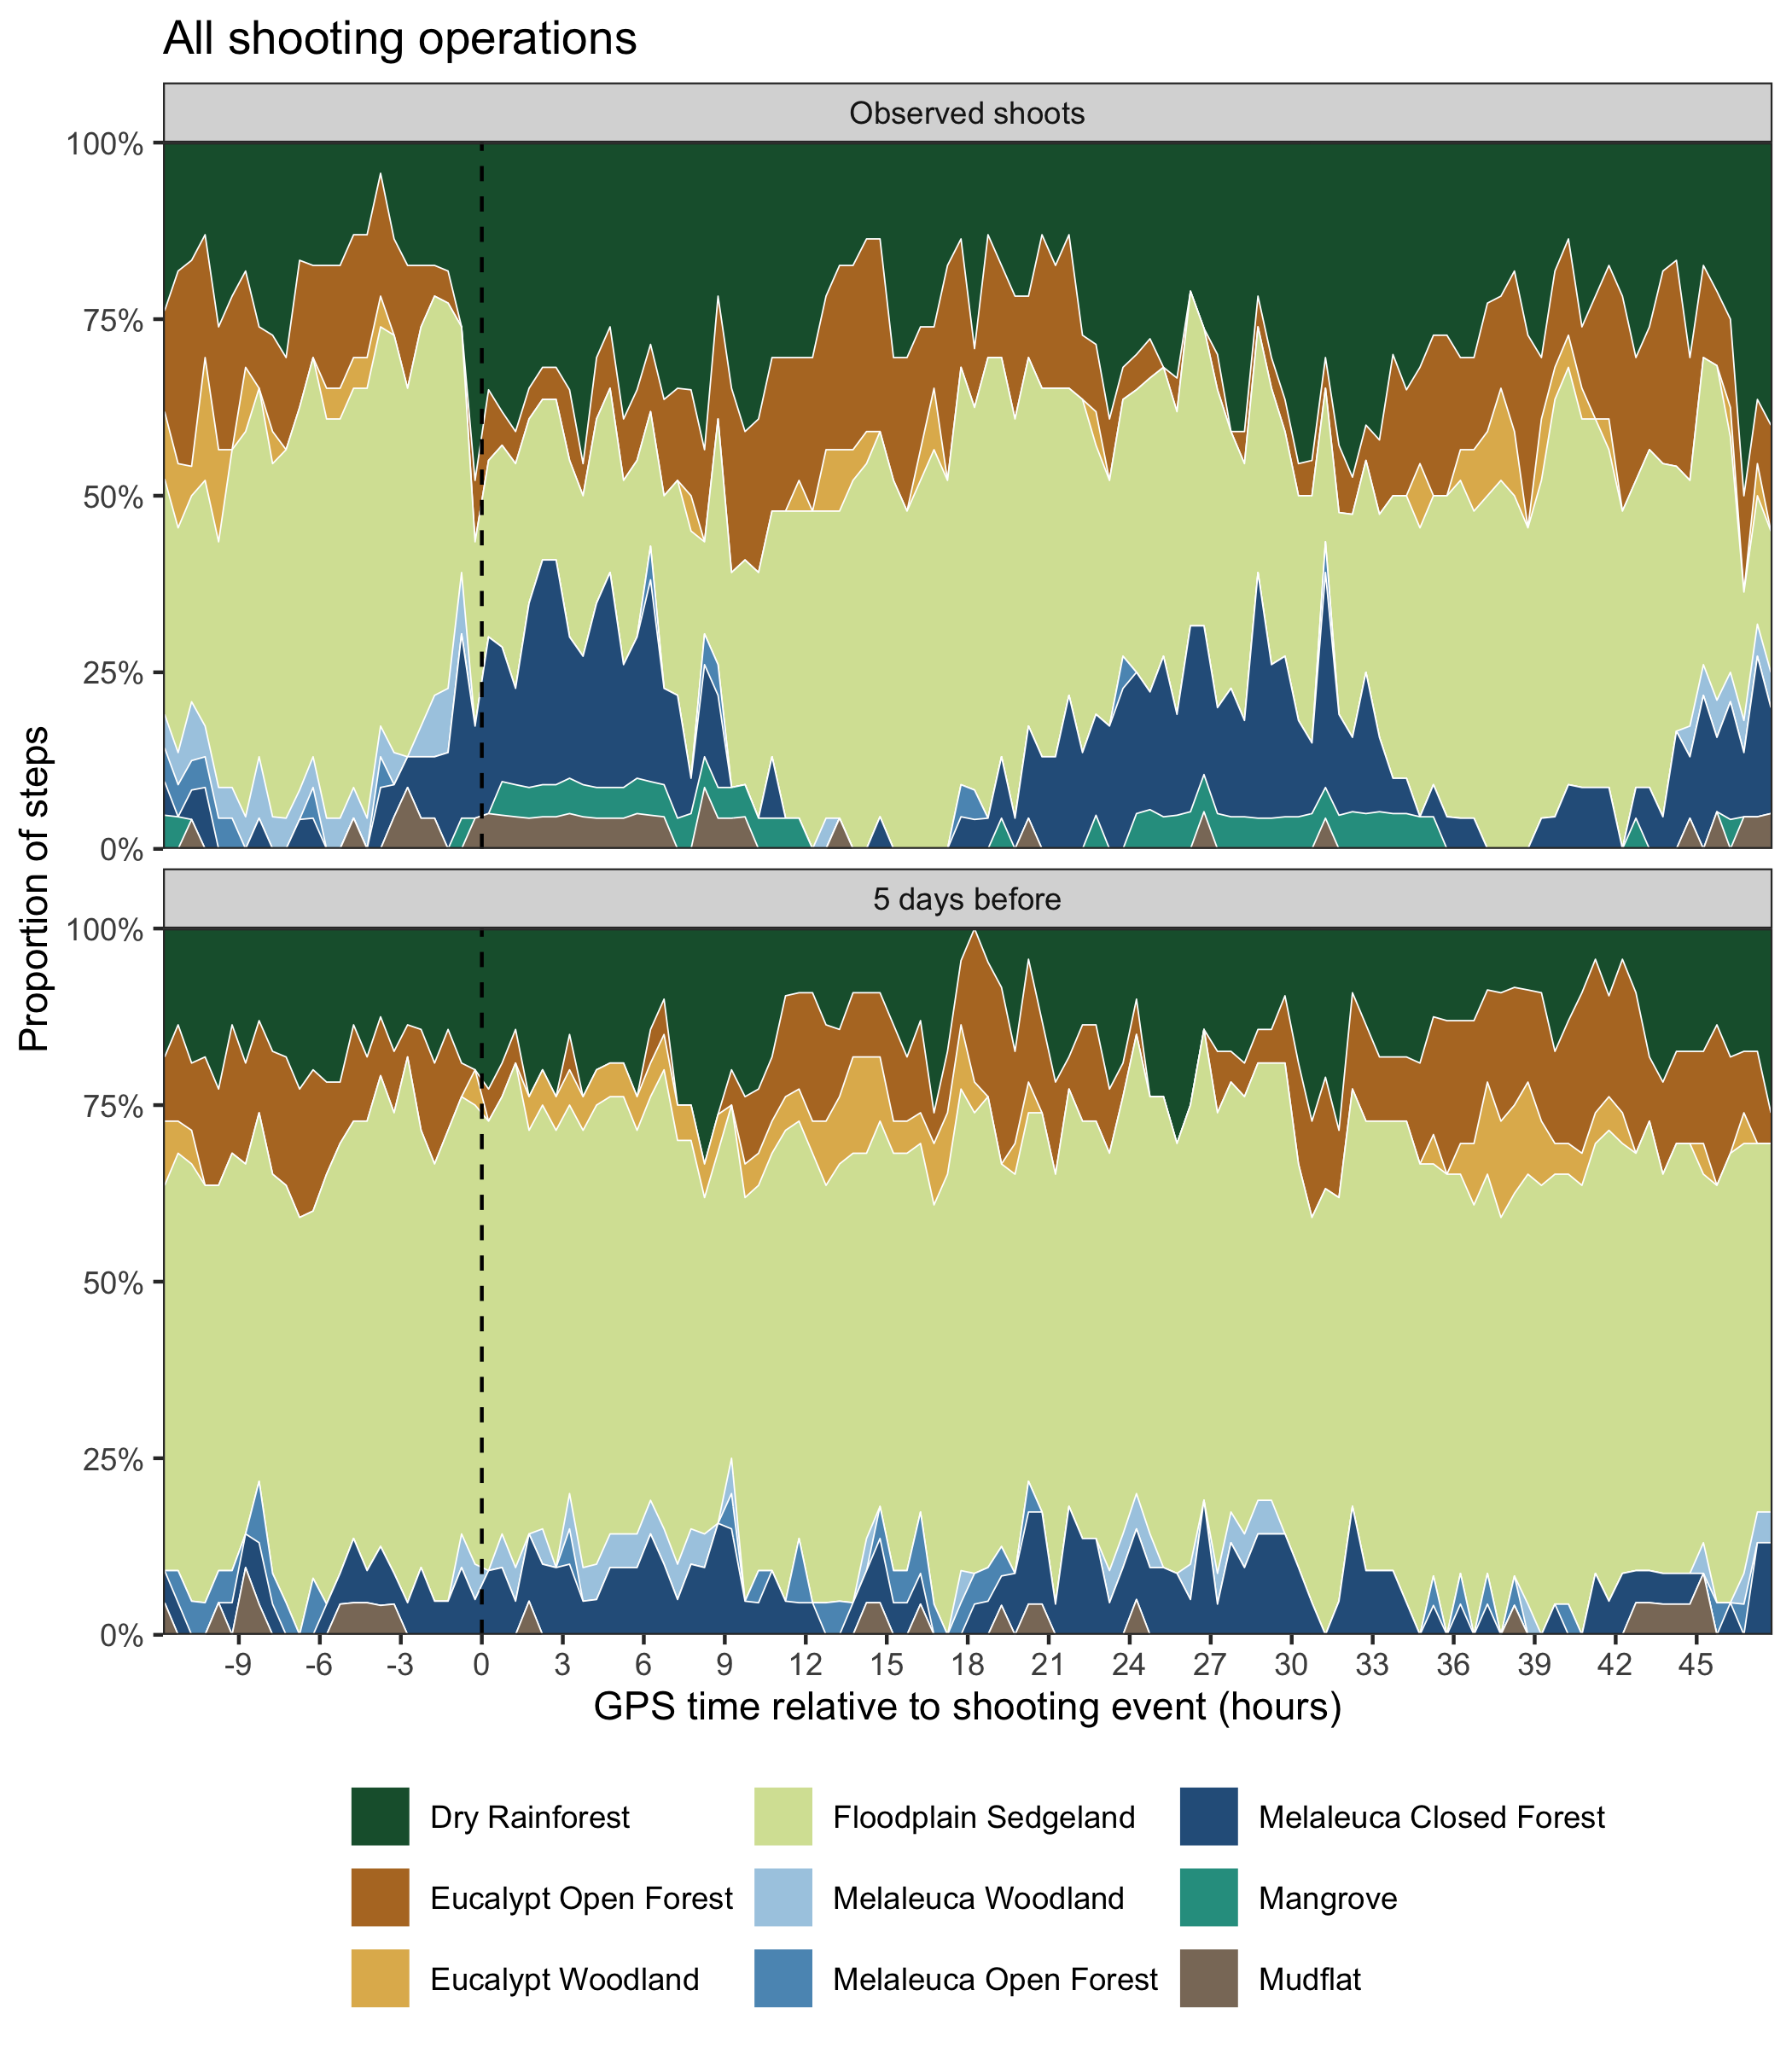 All shooting operations
Observed shoots
100%
75%
50%
25%
0%
5 days before
100%
75%
50%
25%
0%
Proportion of steps
-9 -6 -3 0 3 6 9 12 15 18 21 24 27 30 33 36 39 42 45
GPS time relative to shooting event (hours)
Dry Rainforest Floodplain Sedgeland Melaleuca Closed Forest
Eucalypt Open Forest Melaleuca Woodland Mangrove
Eucalypt Woodland Melaleuca Open Forest Mudflat